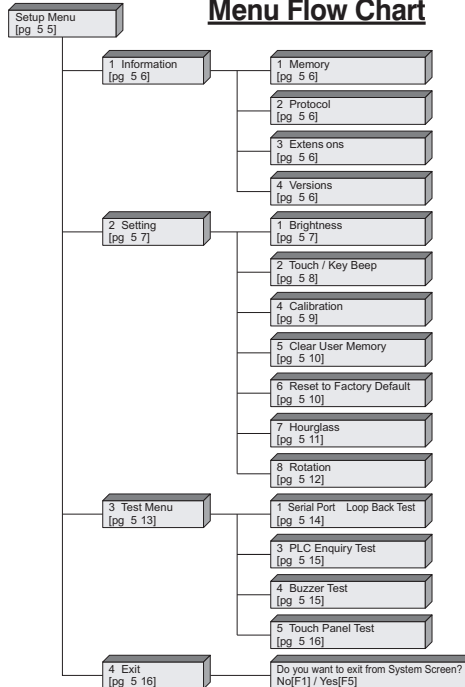 Menu Flow Chart
Setup Menu
[pg 5 5]
1 Information
[pg 5 6]
1 Memory
[pg 5 6]
2 Protocol
[pg 5 6]
3 Extens ons
[pg 5 6]
4 Versions
[pg 5 6]
2 Setting
[pg 5 7]
1 Brightness
[pg 5 7]
2 Touch / Key Beep
[pg 5 8]
4 Calibration
[pg 5 9]
5 Clear User Memory
[pg 5 10]
6 Reset to Factory Default
[pg 5 10]
7 Hourglass
[pg 5 11]
8 Rotation
[pg 5 12]
3 Test Menu
[pg 5 13]
1 Serial Port Loop Back Test
[pg 5 14]
3 PLC Enquiry Test
[pg 5 15]
4 Buzzer Test
[pg 5 15]
5 Touch Panel Test
[pg 5 16]
4 Exit
[pg 5 16]
Do you want to exit from System Screen?
No[F1] / Yes[F5]